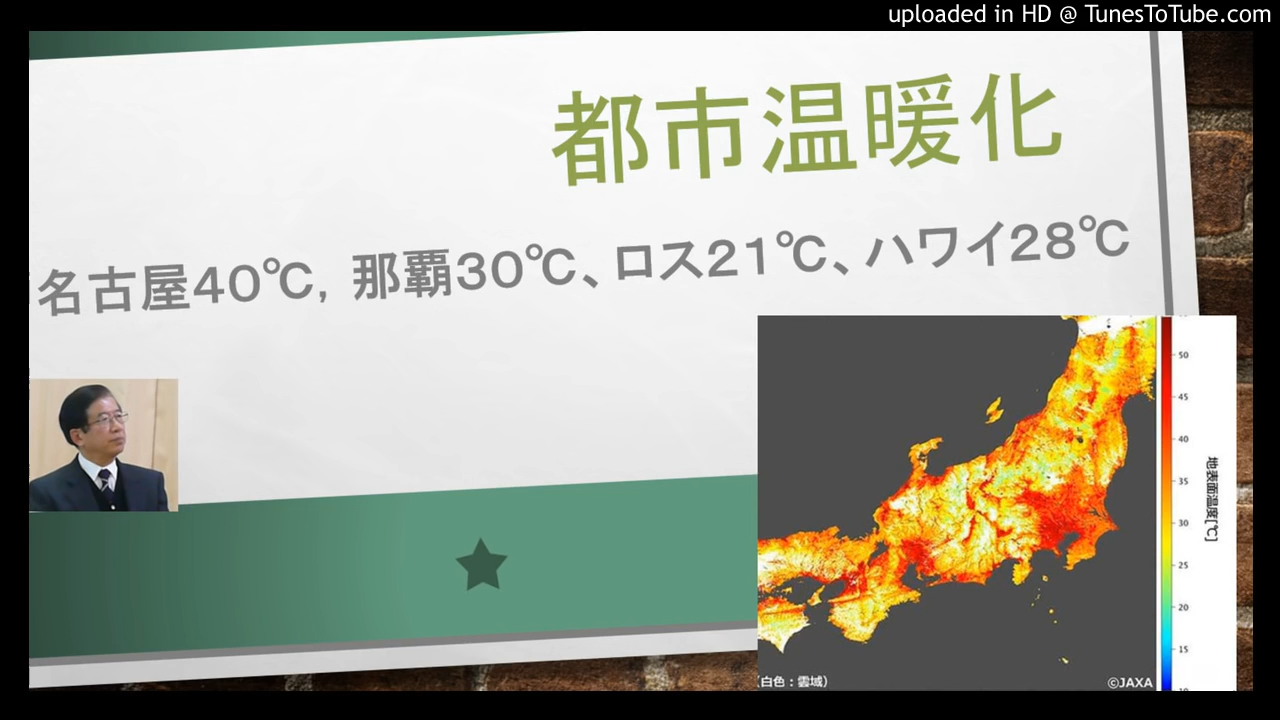 uploaded in HD @ TunesToTube.com
都市温暖化
名古屋40℃, 那覇30℃、ロス21℃、ハワイ28℃
50
45
40
35
30
25
20
15
10
地表面温度[℃]
(白色：雲域)
©JAXA